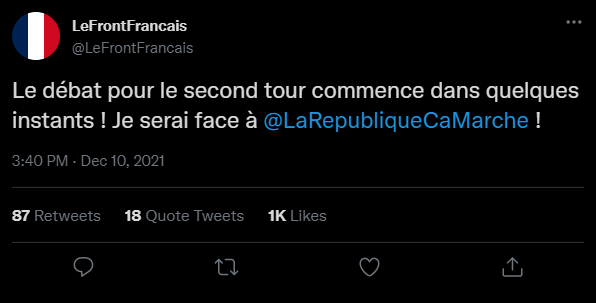 LeFrontFrancais
@LeFrontFrancais
Le débat pour le second tour commence dans quelques
instants ! Je serai face à @LaRepubliqueCaMarche !
3:40 PM · Dec 10, 2021
87 Retweets 18 Quote Tweets 1K Likes